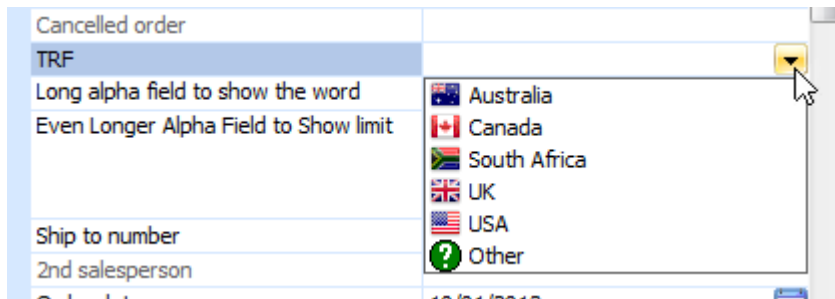 Cancelled order
TRF
Long alpha field to show the word
Australia
Even Longer Alpha Field to Show limit
Canada
South Africa
UK
USA
Ship to number
Other
2nd salesperson